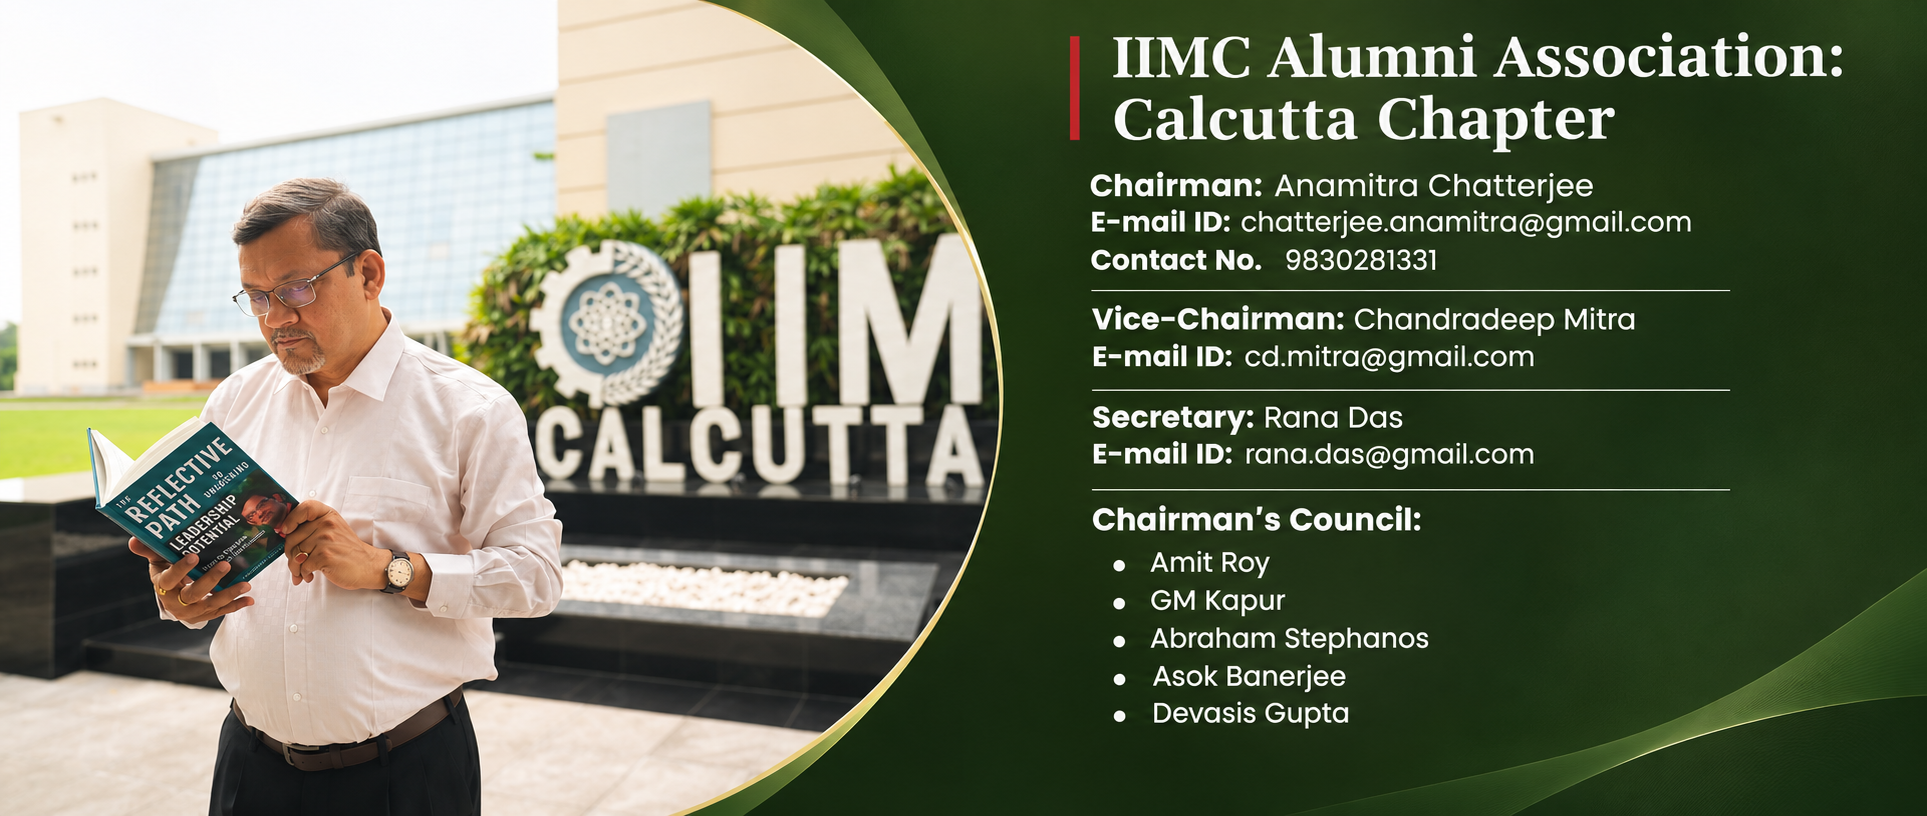 IIMC Alumni Association:
Calcutta Chapter
Chairman: Anamitra Chatterjee
E-mail ID: chatterjee.anamitra@gmail.com
Contact No. 9830281331
Vice-Chairman: Chandradeep Mitra
E-mail ID: cd.mitra@gmail.com
Secretary: Rana Das
E-mail ID: rana.das@gmail.com
Chairman's Council:
• Amit Roy
• GM Kapur
• Abraham Stephanos
• Asok Banerjee
• Devasis Gupta
IIM
CALCUTTA
THE
REFLECTIVE
PATH
LEADERSHIP
POTENTIAL